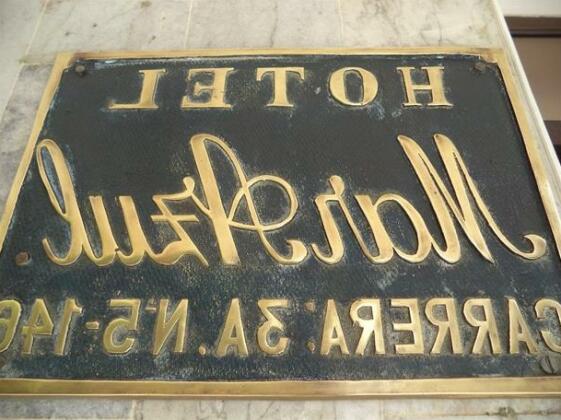 HOTEL
Mar Azul
CARRERA. 3A. N°5-146